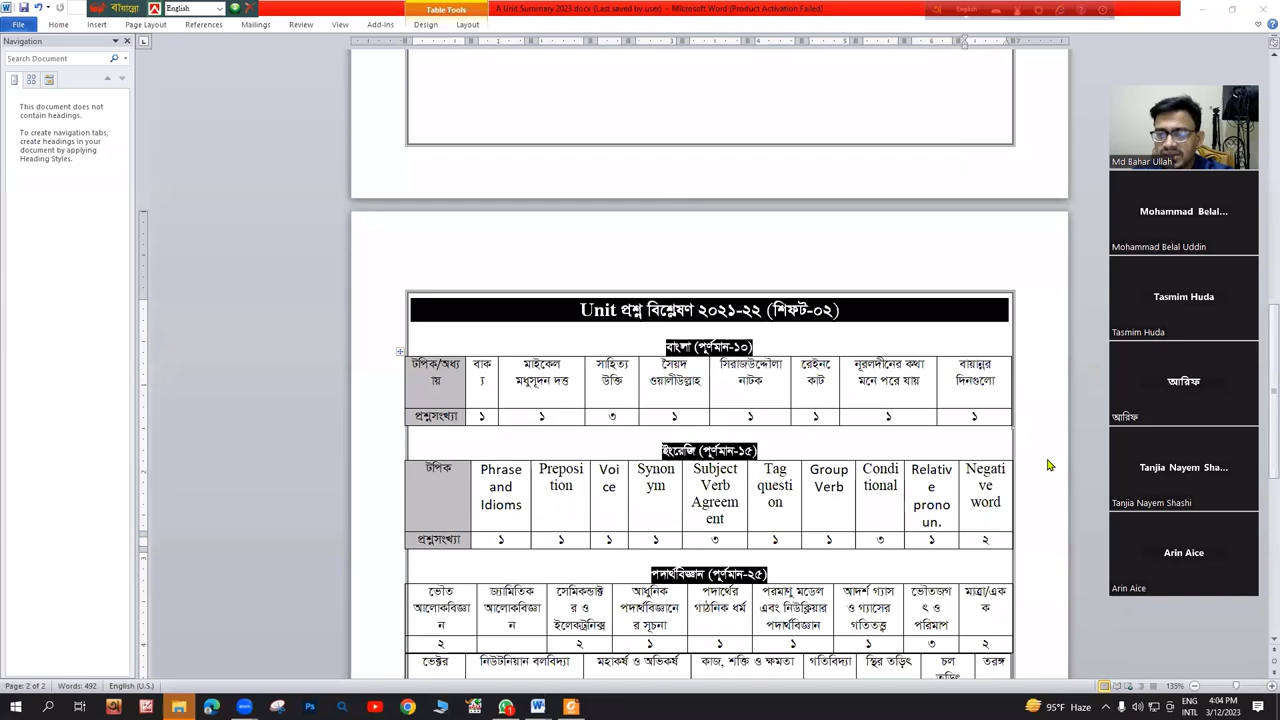 বাংলা
English
Table Tools
A Unit Summary 2023.docx (Last saved by user) - Microsoft Word (Product Activation Failed)
File
Home
Insert
Page Layout
References
Mailings
Review
View
Add-Ins
Design
Layout
Navigation
Search Document
This document does not
contain headings.
To create navigation tabs,
create headings in your
document by applying
Heading Styles.
Unit প্রশ্ন বিশ্লেষণ ২০২১-২২ (শিফট-০২)
বাংলা (পূর্ণমান-১০)
টপিক/অধ্যায় বাক্য মাইকেল মধুসূদন দত্ত সাহিত্য উক্তি সৈয়দ ওয়ালীউল্লাহ সিরাজউদ্দৌলা নাটক রেইনকোট নূরলদীনের কথা মনে পরে যায় বায়ান্নর দিনগুলো
প্রশ্নসংখ্যা ১ ১ ৩ ১ ১ ১ ১ ১
ইংরেজি (পূর্ণমান-১৫)
টপিক Phrase and Idioms Preposition Voice Synonym Subject Verb Agreement Tag question Group Verb Conditional Relative pronoun. Negative word
প্রশ্নসংখ্যা ১ ১ ১ ১ ৩ ১ ১ ৩ ১ ২
পদার্থবিজ্ঞান (পূর্ণমান-২৫)
ভৌত আলোকবিজ্ঞান জ্যামিতিক আলোকবিজ্ঞান সেমিকন্ডাক্টর ও ইলেকট্রনিক্স আধুনিক পদার্থবিজ্ঞানের সূচনা পদার্থের গাঠনিক ধর্ম পরমাণু মডেল এবং নিউক্লিয়ার পদার্থবিজ্ঞান আদর্শ গ্যাস ও গ্যাসের গতিতত্ত্ব ভৌতজগৎ ও পরিমাপ মাত্রা/একক
২ ২ ১ ১ ১ ১ ৩ ২
ভেক্টর নিউটনিয়ান বলবিদ্যা মহাকর্ষ ও অভিকর্ষ কাজ, শক্তি ও ক্ষমতা গতিবিদ্যা স্থির তড়িৎ চল তড়িৎ তরঙ্গ
Md Bahar Ullah
Mohammad Belal...
Mohammad Belal Uddin
Tasmim Huda
Tasmim Huda
আরিফ
আরিফ
Tanjia Nayem Sha...
Tanjia Nayem Shashi
Arin Aice
Arin Aice
Page: 2 of 2
Words: 492
English (U.S.)
135%
95°F Haze
ENG
INTL
4:04 PM
3/12/2023